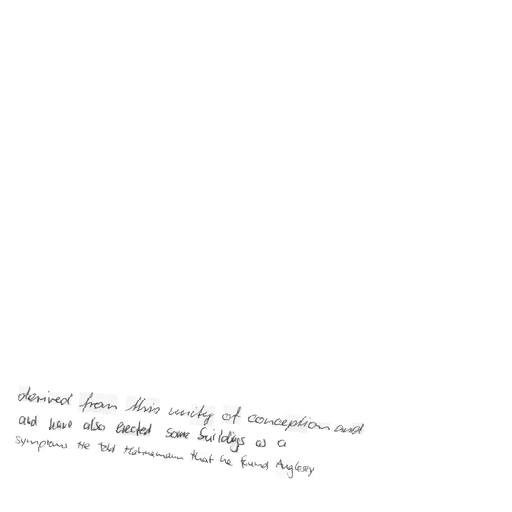 derived from this unity of conception and
and have also erected some buildings as a
symptoms He told Hahnemann that he found Anglesey